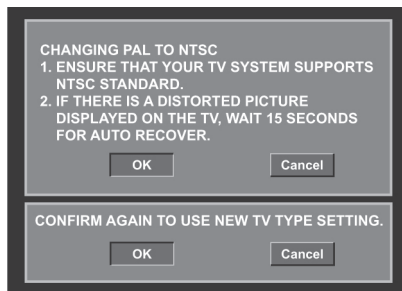 CHANGING PAL TO NTSC
1. ENSURE THAT YOUR TV SYSTEM SUPPORTS
NTSC STANDARD.
2. IF THERE IS A DISTORTED PICTURE
DISPLAYED ON THE TV, WAIT 15 SECONDS
FOR AUTO RECOVER.
OK Cancel
CONFIRM AGAIN TO USE NEW TV TYPE SETTING.
OK Cancel